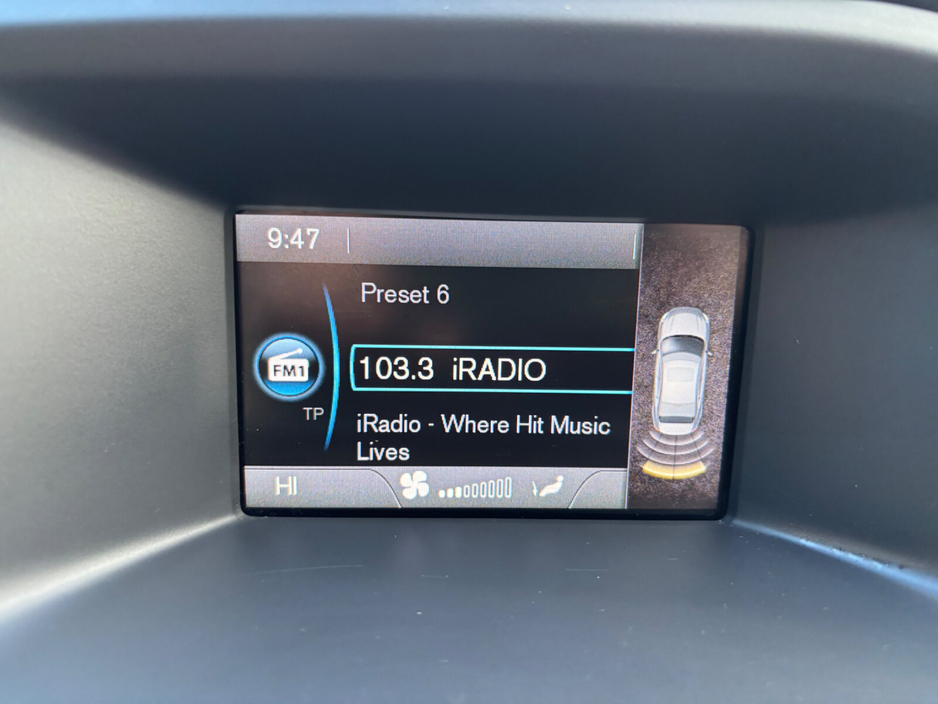 9:47
Preset 6
FM1
103.3 iRADIO
TP
iRadio - Where Hit Music
Lives
HI